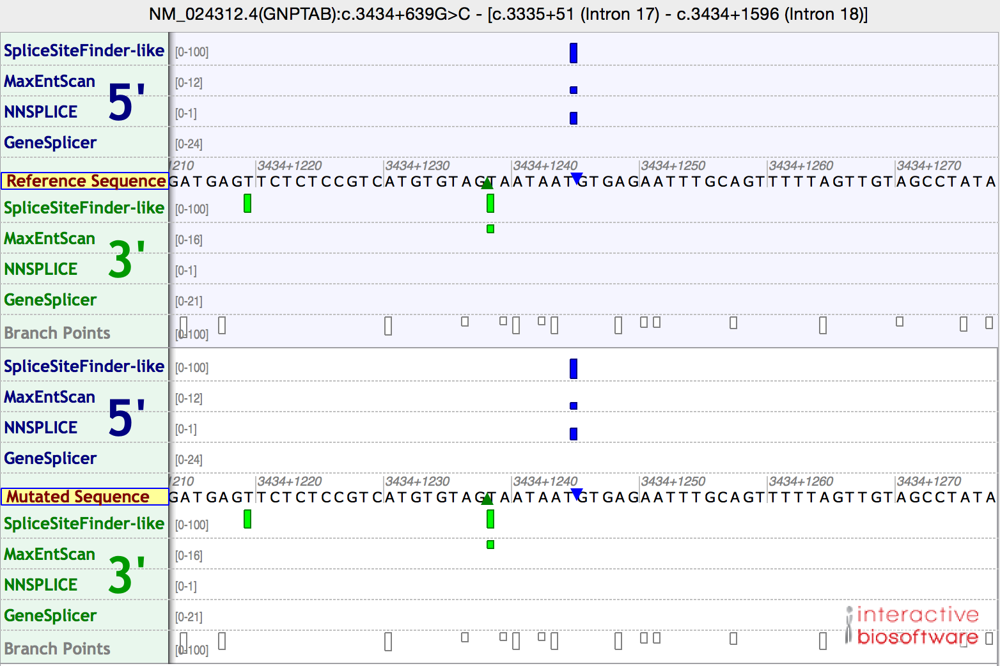 NM_024312.4(GNPTAB):c.3434+639G>C - [c.3335+51 (Intron 17) - c.3434+1596 (Intron 18)]
SpliceSiteFinder-like [0-100]
MaxEntScan [0-12]
5'
NNSPLICE [0-1]
GeneSplicer [0-24]
1210 3434+1220 3434+1230 3434+1240 3434+1250 3434+1260 3434+1270
Reference Sequence GATGAGTTCTCTCCGTCATGTGTAGTAATAATGTGAGAATTTGCAGTTTTTAGTTGTAGCCTATA
SpliceSiteFinder-like [0-100]
MaxEntScan [0-16]
3'
NNSPLICE [0-1]
GeneSplicer [0-21]
Branch Points [0-100]
SpliceSiteFinder-like [0-100]
MaxEntScan [0-12]
5'
NNSPLICE [0-1]
GeneSplicer [0-24]
1210 3434+1220 3434+1230 3434+1240 3434+1250 3434+1260 3434+1270
Mutated Sequence GATGAGTTCTCTCCGTCATGTGTAGTAATAATGTGAGAATTTGCAGTTTTTAGTTGTAGCCTATA
SpliceSiteFinder-like [0-100]
MaxEntScan [0-16]
3'
NNSPLICE [0-1]
GeneSplicer [0-21]
Branch Points [0-100]
interactive
biosoftware